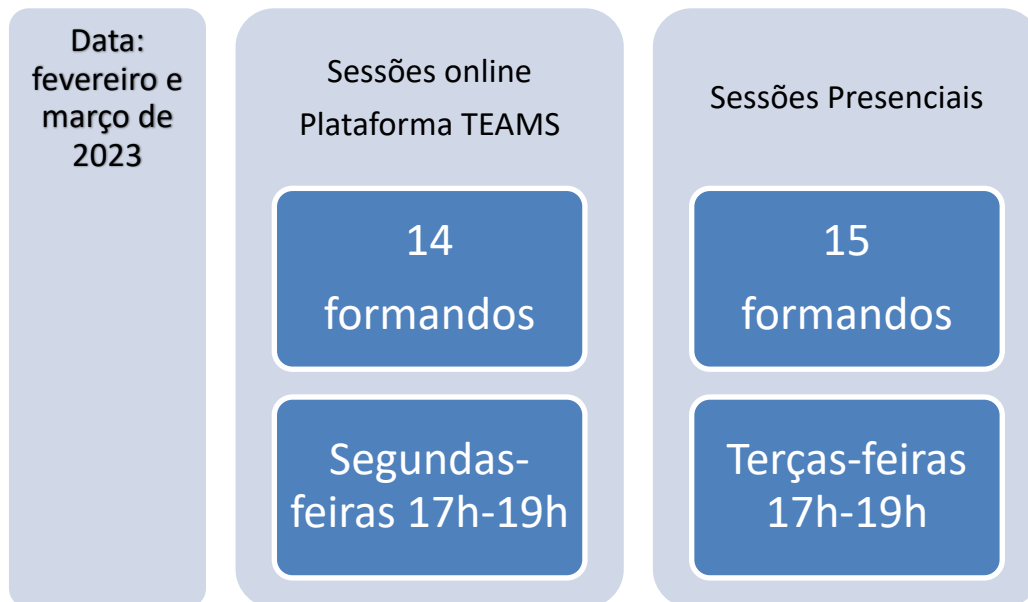 Data:
fevereiro e
março de
2023
Sessões online
Plataforma TEAMS
14
formandos
Segundas-
feiras 17h-19h
Sessões Presenciais
15
formandos
Terças-feiras
17h-19h